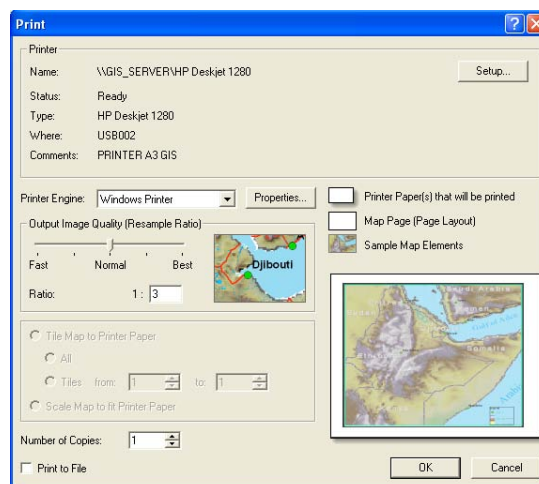 Print
Printer
Name: \\GIS_SERVER\HP Deskjet 1280
Setup...
Status: Ready
Type: HP Deskjet 1280
Where: USB002
Comments: PRINTER A3 GIS
Printer Engine: Windows Printer Properties...
Printer Paper(s) that will be printed
Map Page (Page Layout)
Sample Map Elements
Output Image Quality (Resample Ratio)
Fast Normal Best
Ratio: 1 : 3
Djibouti
Tile Map to Printer Paper
All
Tiles from: 1 to: 1
Scale Map to fit Printer Paper
Saudi Arabia
Somalia
Number of Copies: 1
Print to File
OK Cancel